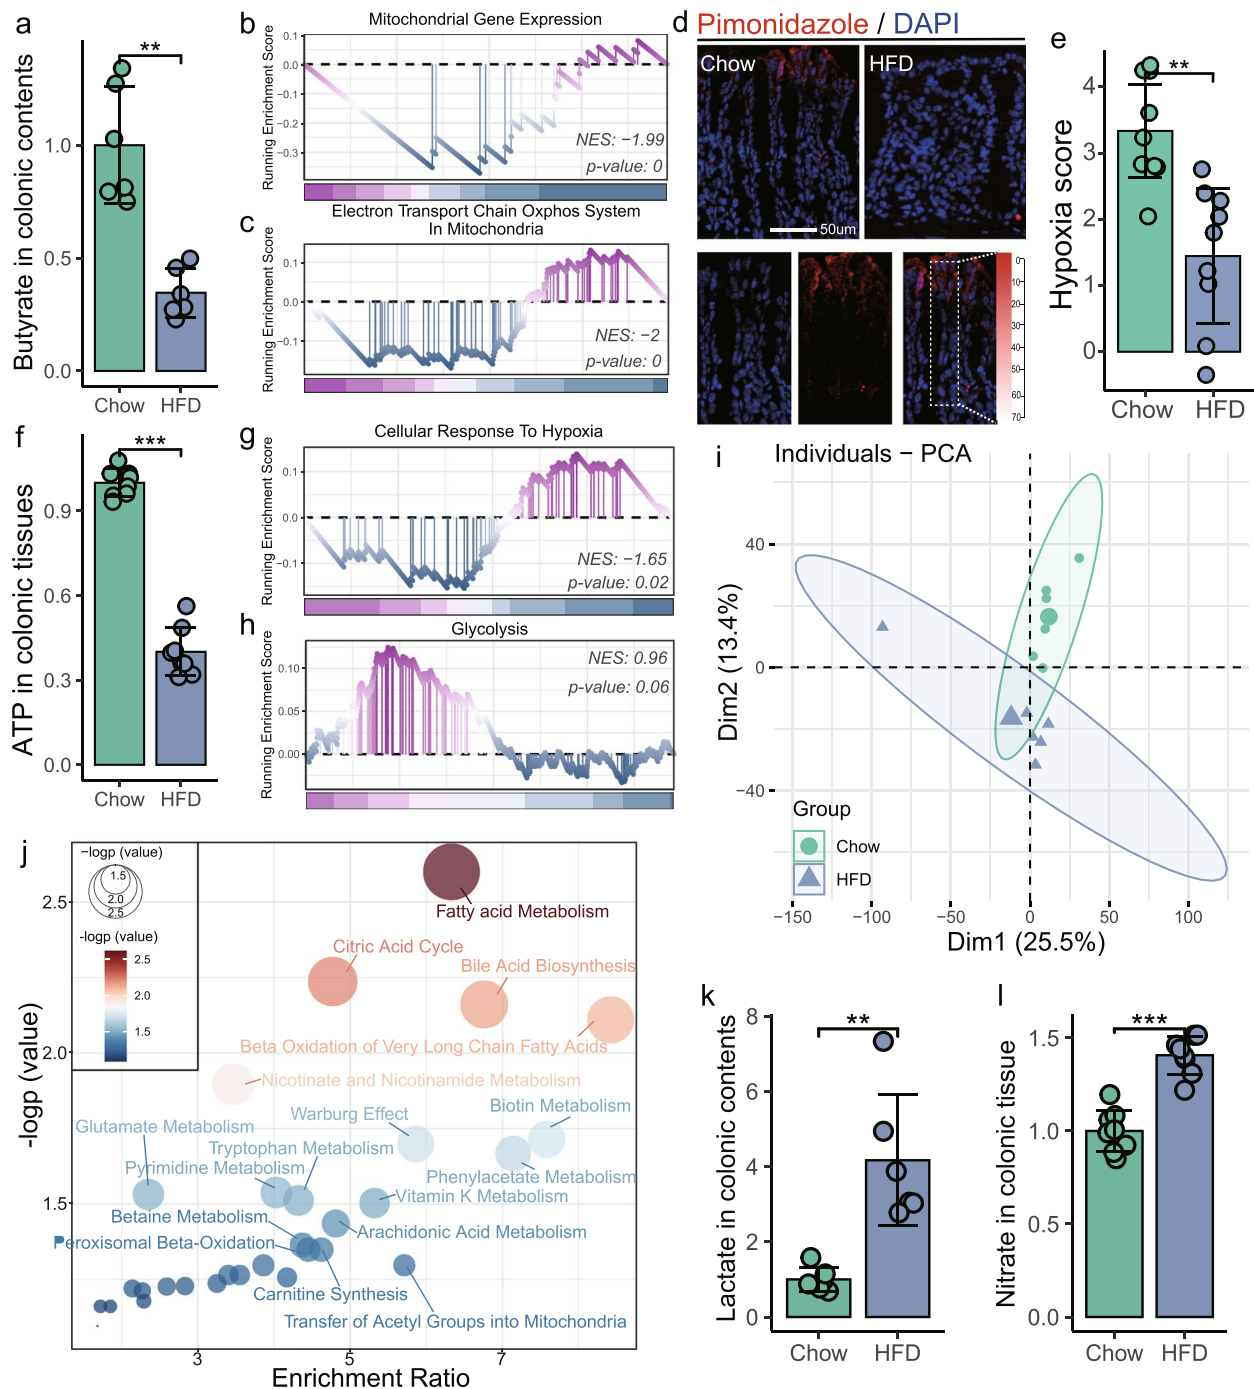 a
**
Butyrate in colonic contents
1.0
0.5
0.0
Chow
HFD
b
Mitochondrial Gene Expression
Running Enrichment Score
0.1
0.0
−0.1
−0.2
−0.3
NES: −1.99
p-value: 0
c
Electron Transport Chain Oxphos System
In Mitochondria
Running Enrichment Score
0.1
0.0
−0.1
NES: −2
p-value: 0
d
Pimonidazole / DAPI
Chow
HFD
50um
0
10
20
30
40
50
60
70
e
**
Hypoxia score
4
3
2
1
0
Chow
HFD
f
***
ATP in colonic tissues
0.9
0.6
0.3
0.0
Chow
HFD
g
Cellular Response To Hypoxia
Running Enrichment Score
0.1
0.0
−0.1
NES: −1.65
p-value: 0.02
h
Glycolysis
Running Enrichment Score
0.10
0.05
0.00
NES: 0.96
p-value: 0.06
i
Individuals − PCA
Dim2 (13.4%)
40
0
−40
Group
Chow
HFD
−150
−100
−50
0
50
100
Dim1 (25.5%)
j
−logp (value)
1.5
2.0
2.5
-logp (value)
2.5
2.0
1.5
-logp (value)
2.5
2.0
1.5
Fatty acid Metabolism
Citric Acid Cycle
Bile Acid Biosynthesis
Beta Oxidation of Very Long Chain Fatty Acids
Nicotinate and Nicotinamide Metabolism
Warburg Effect
Biotin Metabolism
Glutamate Metabolism
Tryptophan Metabolism
Pyrimidine Metabolism
Phenylacetate Metabolism
Vitamin K Metabolism
Betaine Metabolism
Arachidonic Acid Metabolism
Peroxisomal Beta-Oxidation
Carnitine Synthesis
Transfer of Acetyl Groups into Mitochondria
3
5
7
Enrichment Ratio
k
**
Lactate in colonic contents
8
6
4
2
0
Chow
HFD
l
***
Nitrate in colonic tissue
1.5
1.0
0.5
0.0
Chow
HFD